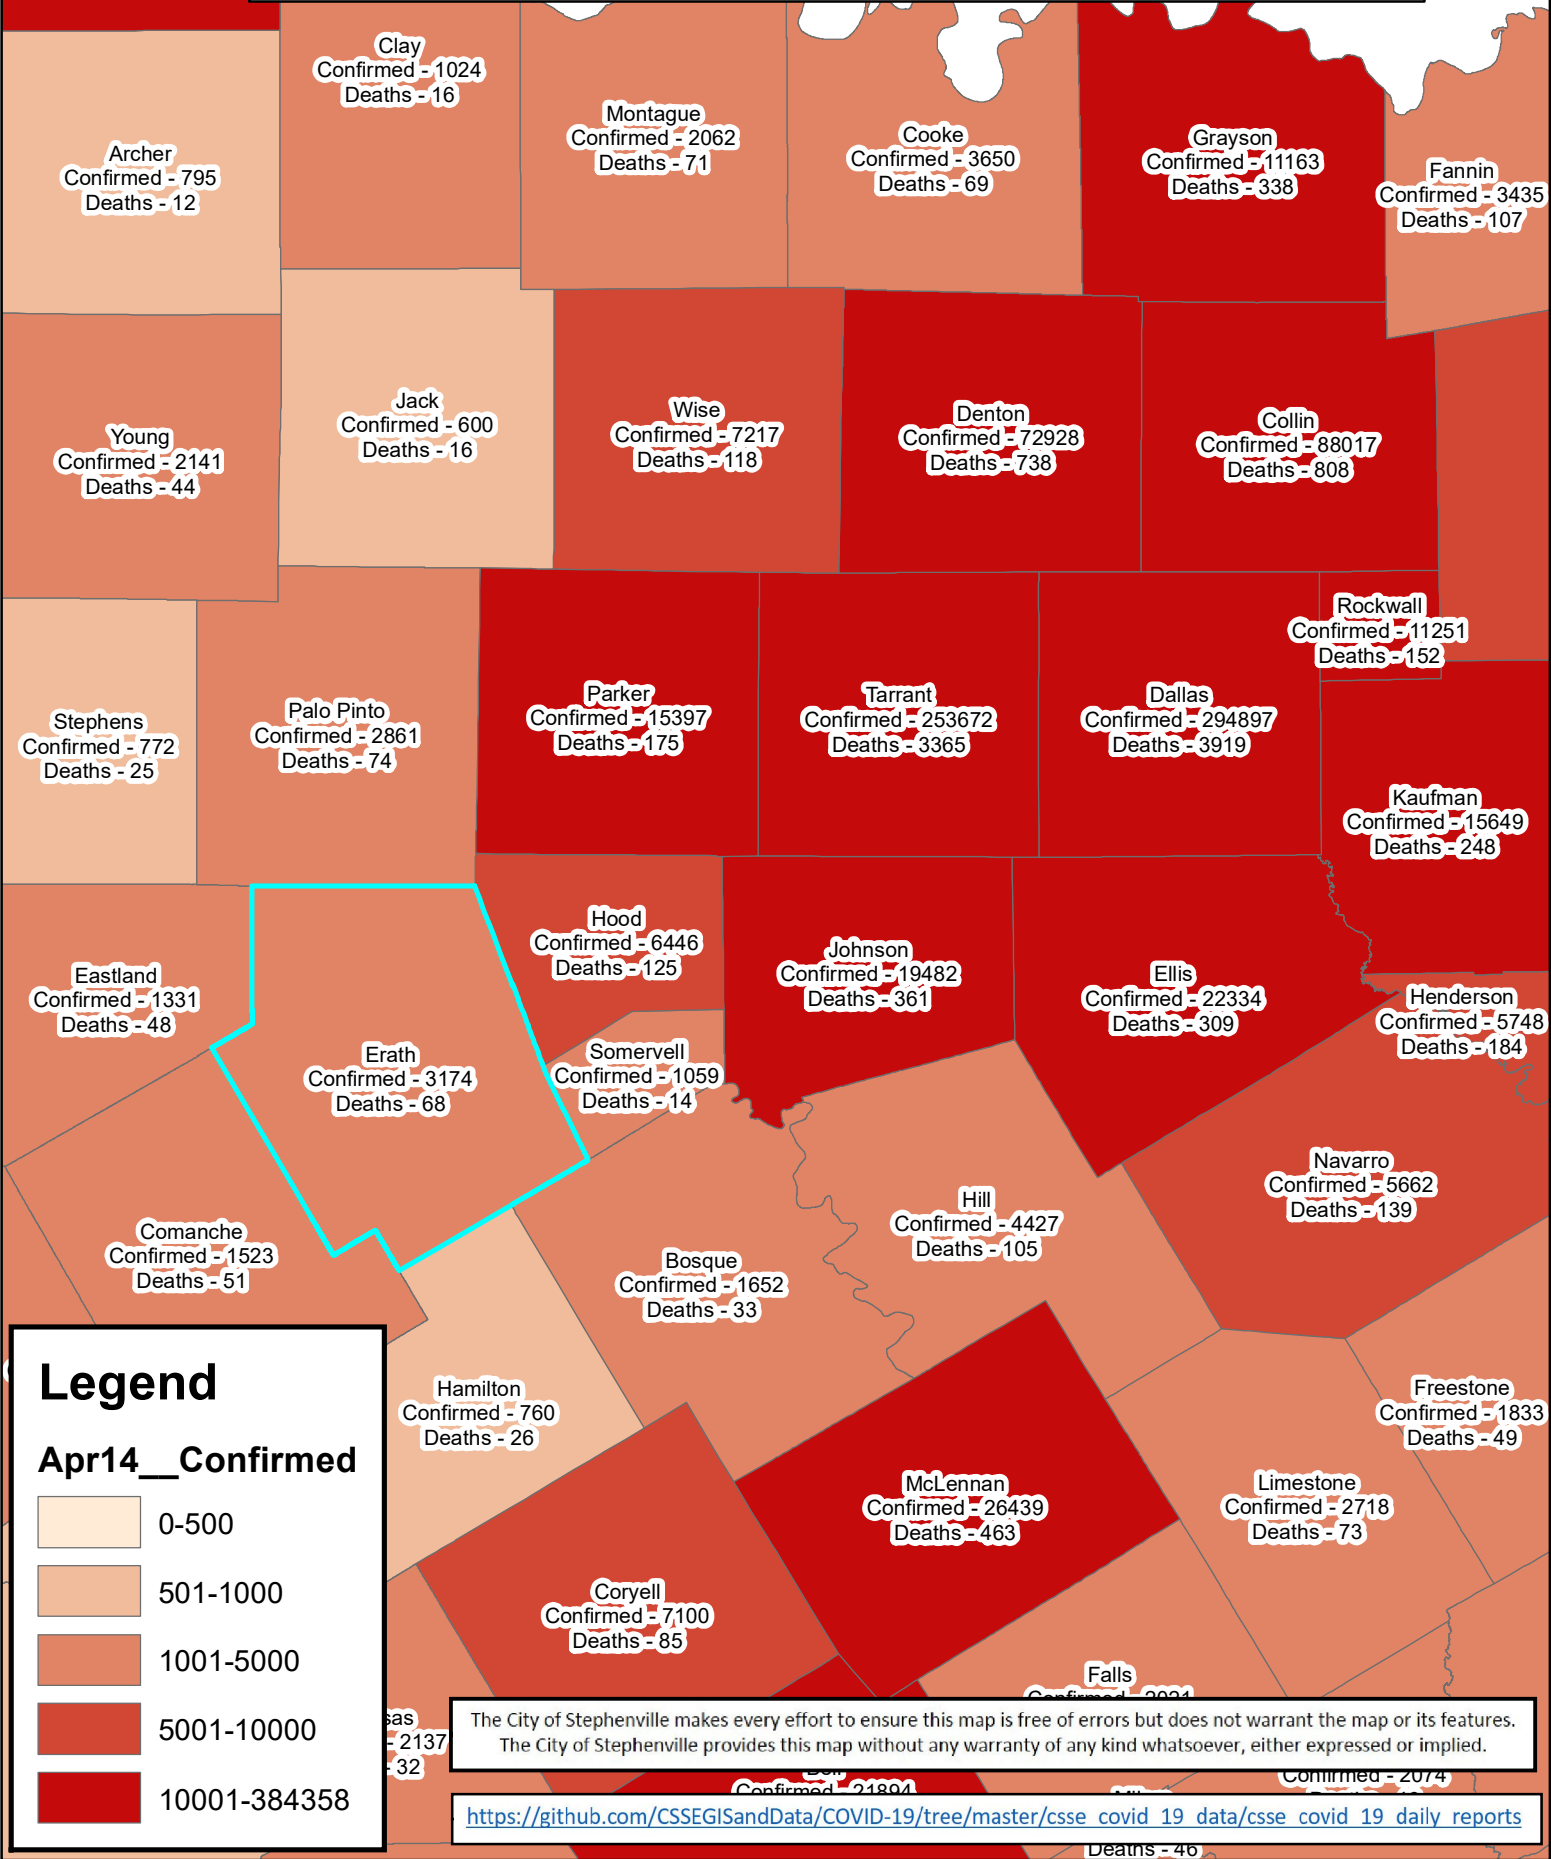 Clay
Confirmed - 1024
Deaths - 16
Montague
Confirmed - 2062
Deaths - 71
Cooke
Confirmed - 3650
Deaths - 69
Grayson
Confirmed - 11163
Deaths - 338
Archer
Confirmed - 795
Deaths - 12
Fannin
Confirmed - 3435
Deaths - 107
Jack
Confirmed - 600
Deaths - 16
Wise
Confirmed - 7217
Deaths - 118
Denton
Confirmed - 72928
Deaths - 738
Collin
Confirmed - 88017
Deaths - 808
Young
Confirmed - 2141
Deaths - 44
Rockwall
Confirmed - 11251
Deaths - 152
Stephens
Confirmed - 772
Deaths - 25
Palo Pinto
Confirmed - 2861
Deaths - 74
Parker
Confirmed - 15397
Deaths - 175
Tarrant
Confirmed - 253672
Deaths - 3365
Dallas
Confirmed - 294897
Deaths - 3919
Kaufman
Confirmed - 15649
Deaths - 248
Hood
Confirmed - 6446
Deaths - 125
Johnson
Confirmed - 19482
Deaths - 361
Ellis
Confirmed - 22334
Deaths - 309
Eastland
Confirmed - 1331
Deaths - 48
Henderson
Confirmed - 5748
Deaths - 184
Erath
Confirmed - 3174
Deaths - 68
Somervell
Confirmed - 1059
Deaths - 14
Navarro
Confirmed - 5662
Deaths - 139
Hill
Confirmed - 4427
Deaths - 105
Comanche
Confirmed - 1523
Deaths - 51
Bosque
Confirmed - 1652
Deaths - 33
Hamilton
Confirmed - 760
Deaths - 26
Freestone
Confirmed - 1833
Deaths - 49
McLennan
Confirmed - 26439
Deaths - 463
Limestone
Confirmed - 2718
Deaths - 73
Coryell
Confirmed - 7100
Deaths - 85
Falls
sas
- 2137
- 32
Confirmed - 21894
Confirmed - 2074
Deaths - 46
Legend
Apr14__Confirmed
0-500
501-1000
1001-5000
5001-10000
10001-384358
The City of Stephenville makes every effort to ensure this map is free of errors but does not warrant the map or its features.
The City of Stephenville provides this map without any warranty of any kind whatsoever, either expressed or implied.
https://github.com/CSSEGISandData/COVID-19/tree/master/csse_covid_19_data/csse_covid_19_daily_reports